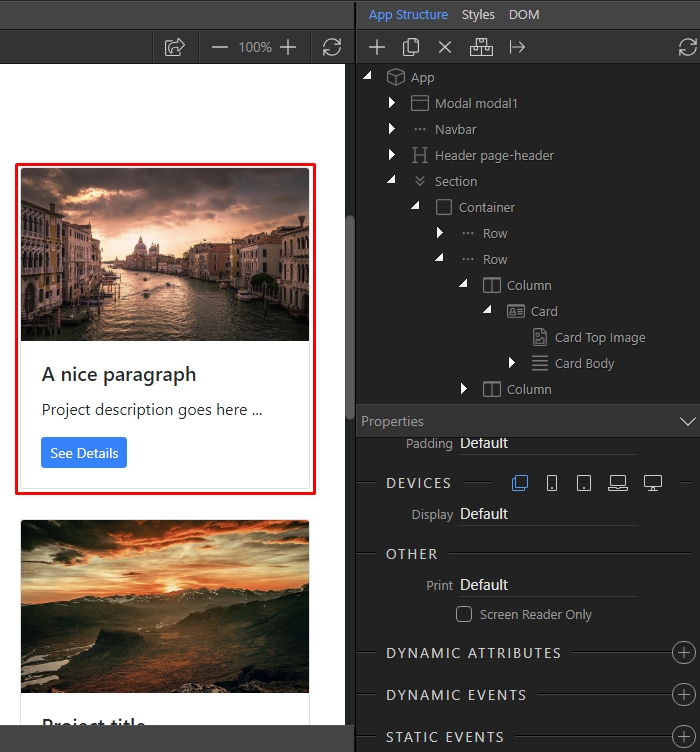 App Structure Styles DOM
100%
App
Modal modal1
Navbar
Header page-header
Section
Container
Row
Row
Column
Card
Card Top Image
Card Body
Column
A nice paragraph
Project description goes here ...
See Details
Project title
Properties
Padding Default
DEVICES
Display Default
OTHER
Print Default
Screen Reader Only
DYNAMIC ATTRIBUTES
DYNAMIC EVENTS
STATIC EVENTS